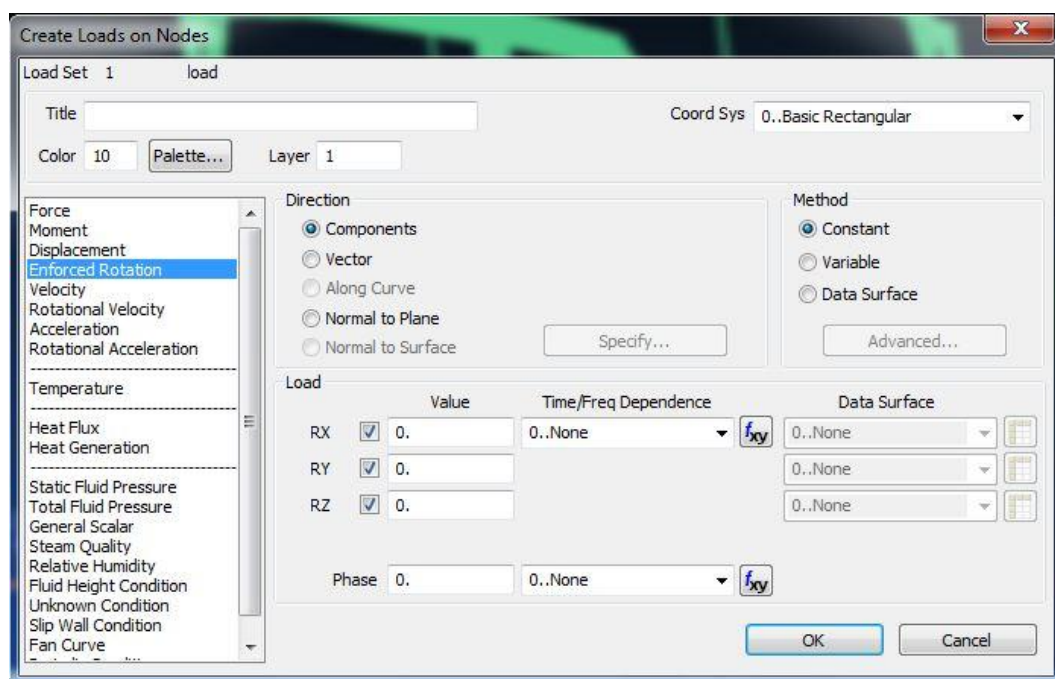 Create Loads on Nodes
X
Load Set 1 load
Title
Coord Sys 0..Basic Rectangular
Color 10 Palette... Layer 1
Force
Moment
Displacement
Enforced Rotation
Velocity
Rotational Velocity
Acceleration
Rotational Acceleration
Temperature
Heat Flux
Heat Generation
Static Fluid Pressure
Total Fluid Pressure
General Scalar
Steam Quality
Relative Humidity
Fluid Height Condition
Unknown Condition
Slip Wall Condition
Fan Curve
Direction
Components
Vector
Along Curve
Normal to Plane
Normal to Surface
Specify...
Method
Constant
Variable
Data Surface
Advanced...
Load
Value Time/Freq Dependence Data Surface
RX 0. 0..None fxy 0..None
RY 0. 0..None
RZ 0. 0..None
Phase 0. 0..None fxy
OK Cancel